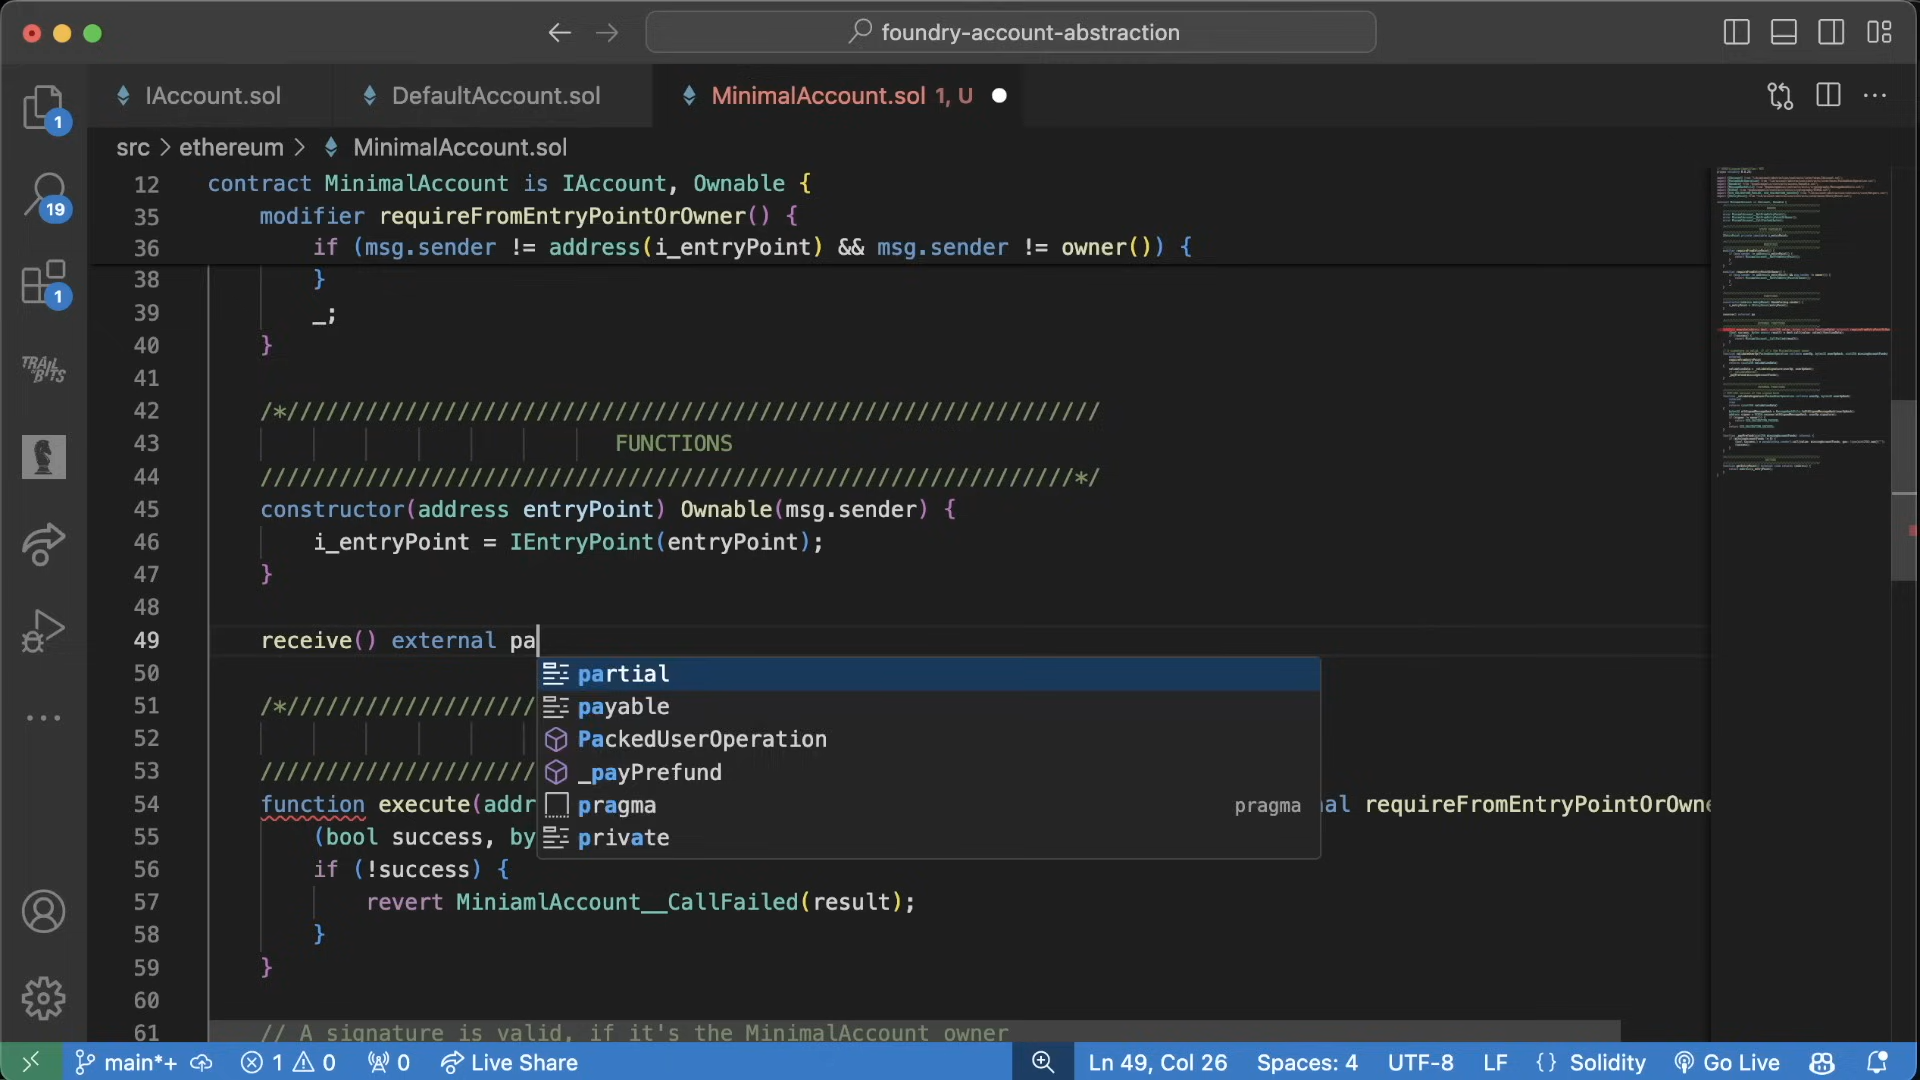 foundry-account-abstraction
IAccount.sol
DefaultAccount.sol
MinimalAccount.sol 1, U
src > ethereum > MinimalAccount.sol
12 contract MinimalAccount is IAccount, Ownable {
35 modifier requireFromEntryPointOrOwner() {
36 if (msg.sender != address(i_entryPoint) && msg.sender != owner()) {
38 }
39 _;
40 }
41
42 /*//////////////////////////////////////////////////////////////
43 FUNCTIONS
44 //////////////////////////////////////////////////////////////*/
45 constructor(address entryPoint) Ownable(msg.sender) {
46 i_entryPoint = IEntryPoint(entryPoint);
47 }
48
49 receive() external pa
50 partial
payable
51 /*/////////////////////
52 PackedUserOperation
53 ///////////////////// _payPrefund
pragma pragma
54 function execute(addr al requireFromEntryPointOrOwne
55 (bool success, by private
56 if (!success) {
57 revert MiniamlAccount__CallFailed(result);
58 }
59 }
60
61 // A signature is valid, if it's the MinimalAccount owner
1
19
1
TRAIL OF BITS
main*+ 1 0 0 Live Share Ln 49, Col 26 Spaces: 4 UTF-8 LF {} Solidity Go Live